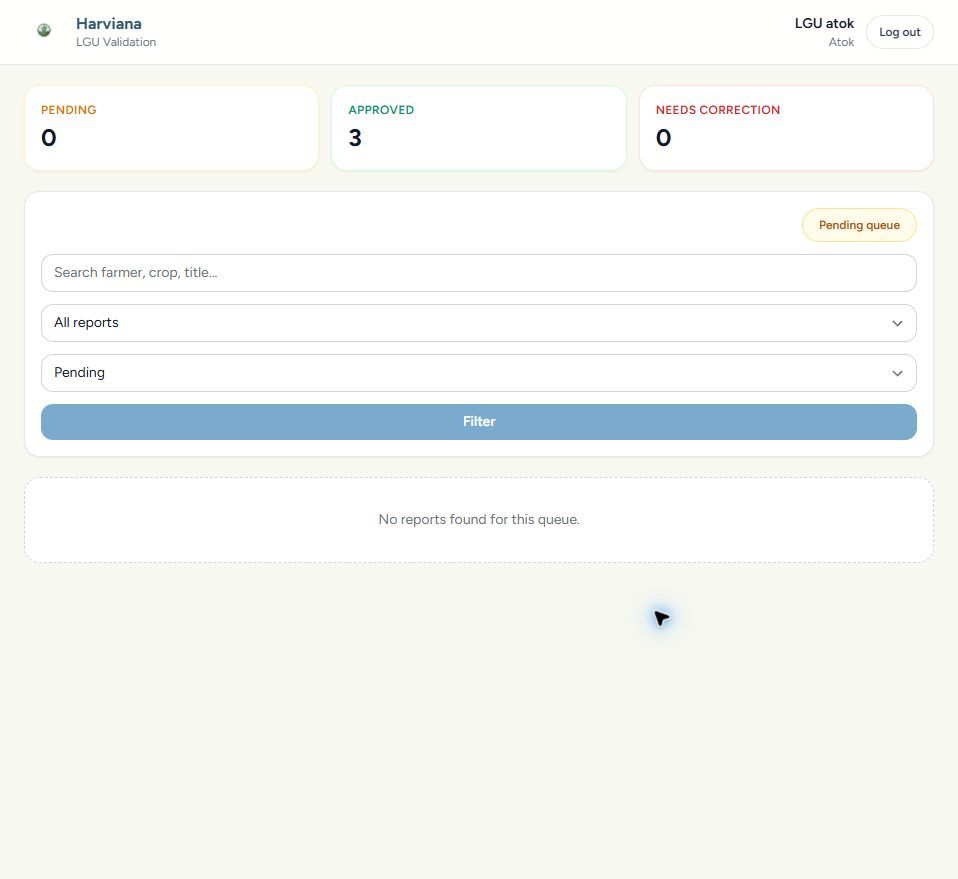 Harviana
LGU Validation
LGU atok
Atok
Log out
PENDING
0
APPROVED
3
NEEDS CORRECTION
0
Pending queue
Search farmer, crop, title...
All reports
Pending
Filter
No reports found for this queue.